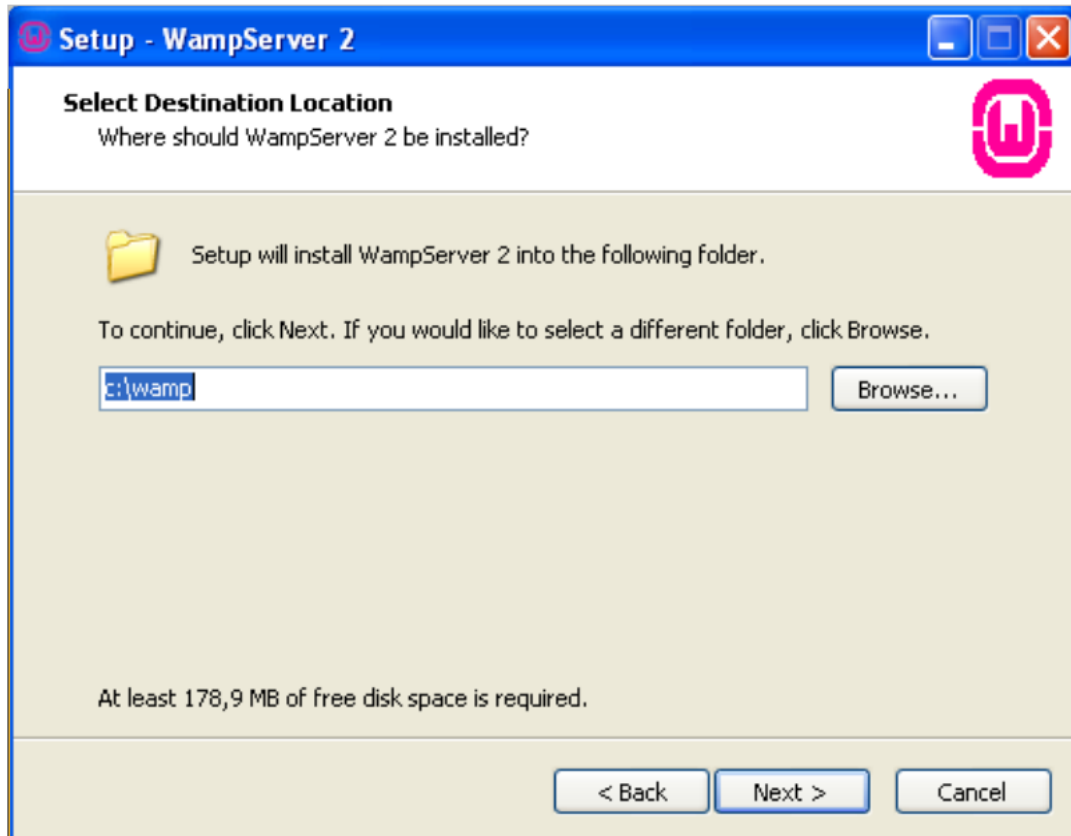 Setup - WampServer 2
Select Destination Location
Where should WampServer 2 be installed?
Setup will install WampServer 2 into the following folder.
To continue, click Next. If you would like to select a different folder, click Browse.
c:\wamp
Browse...
At least 178,9 MB of free disk space is required.
< Back
Next >
Cancel